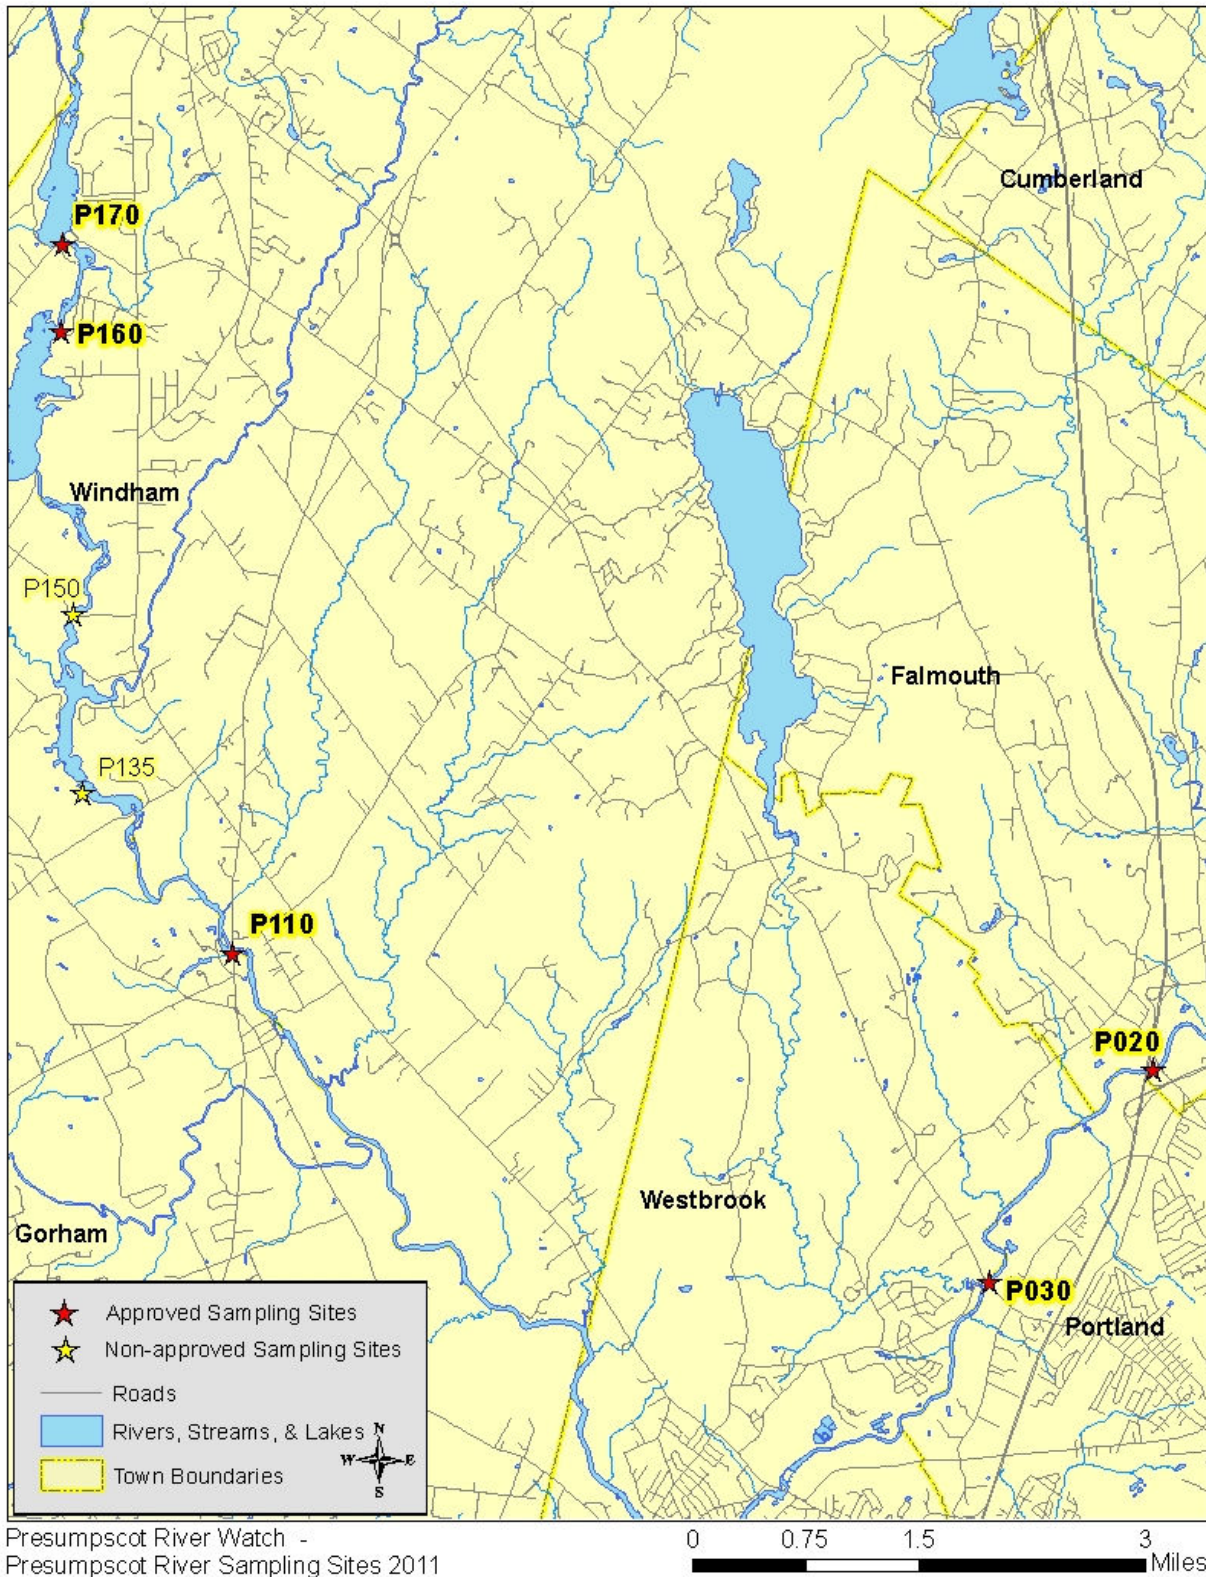 Cumberland
P170
P160
Windham
P150
Falmouth
P135
P110
P020
Westbrook
Gorham
P030
Portland
Approved Sampling Sites
Non-approved Sampling Sites
Roads
Rivers, Streams, & Lakes
Town Boundaries
N
W E
S
Presumpscot River Watch -
Presumpscot River Sampling Sites 2011
0 0.75 1.5 3
Miles